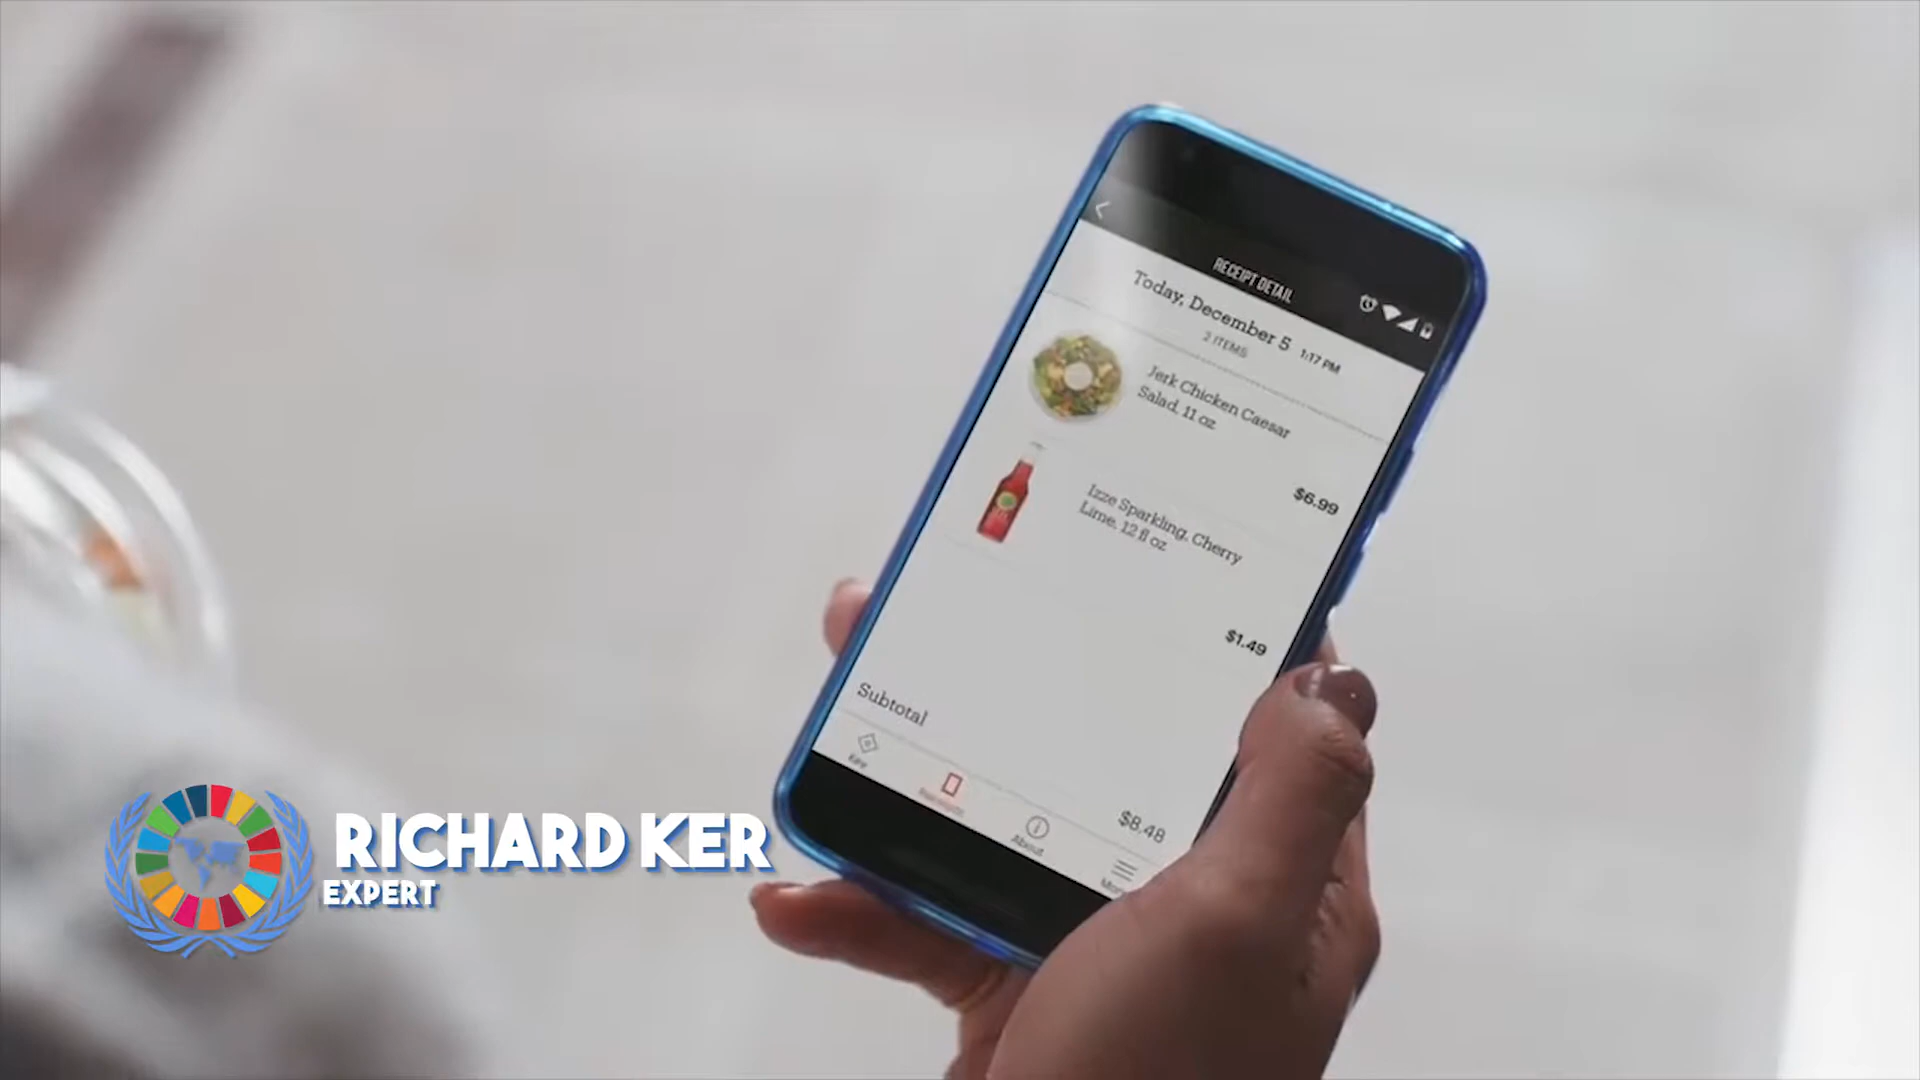 RECEIPT DETAIL
Today, December 5 1:17 PM
2 ITEMS
Jerk Chicken Caesar
Salad, 11 oz
$6.99
Izze Sparkling, Cherry
Lime, 12 fl oz
$1.49
Subtotal
$8.48
About
RICHARD KER
EXPERT